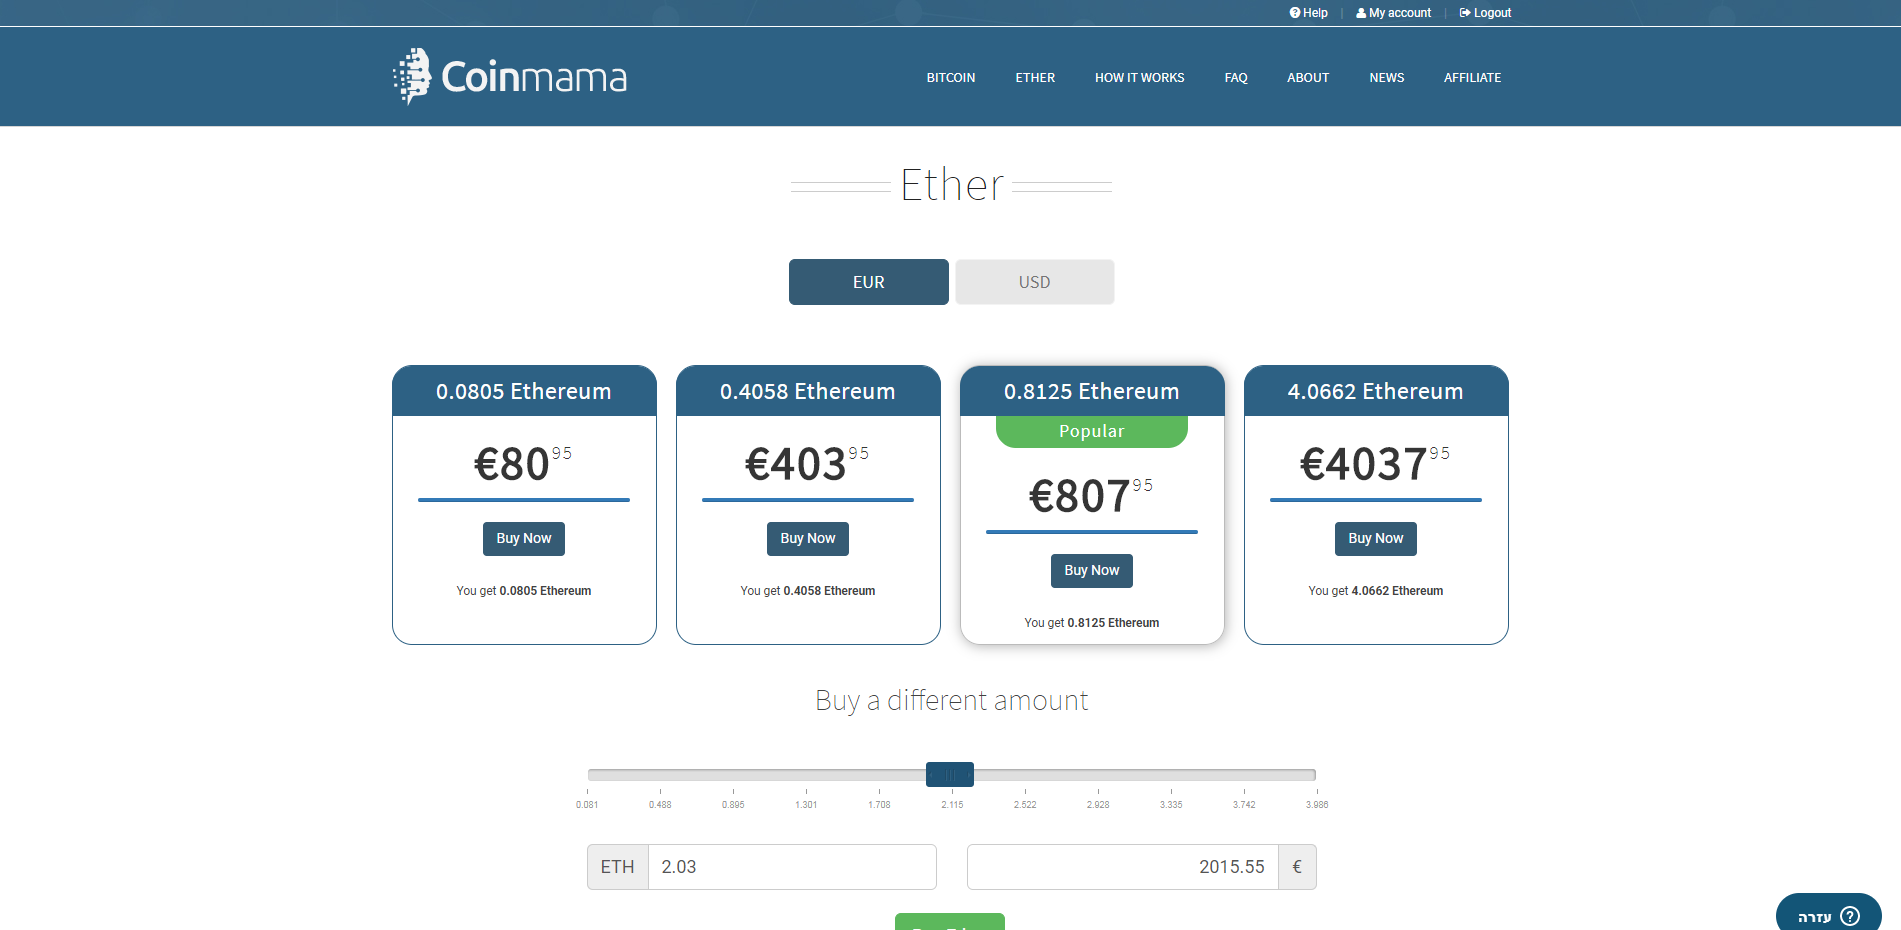 Help | My account | Logout
Coinmama
BITCOIN ETHER HOW IT WORKS FAQ ABOUT NEWS AFFILIATE
Ether
EUR USD
0.0805 Ethereum
€80 95
Buy Now
You get 0.0805 Ethereum
0.4058 Ethereum
€403 95
Buy Now
You get 0.4058 Ethereum
0.8125 Ethereum
Popular
€807 95
Buy Now
You get 0.8125 Ethereum
4.0662 Ethereum
€4037 95
Buy Now
You get 4.0662 Ethereum
Buy a different amount
0.081 0.488 0.895 1.301 1.708 2.115 2.522 2.928 3.335 3.742 3.986
ETH 2.03 2015.55 €
עזרה